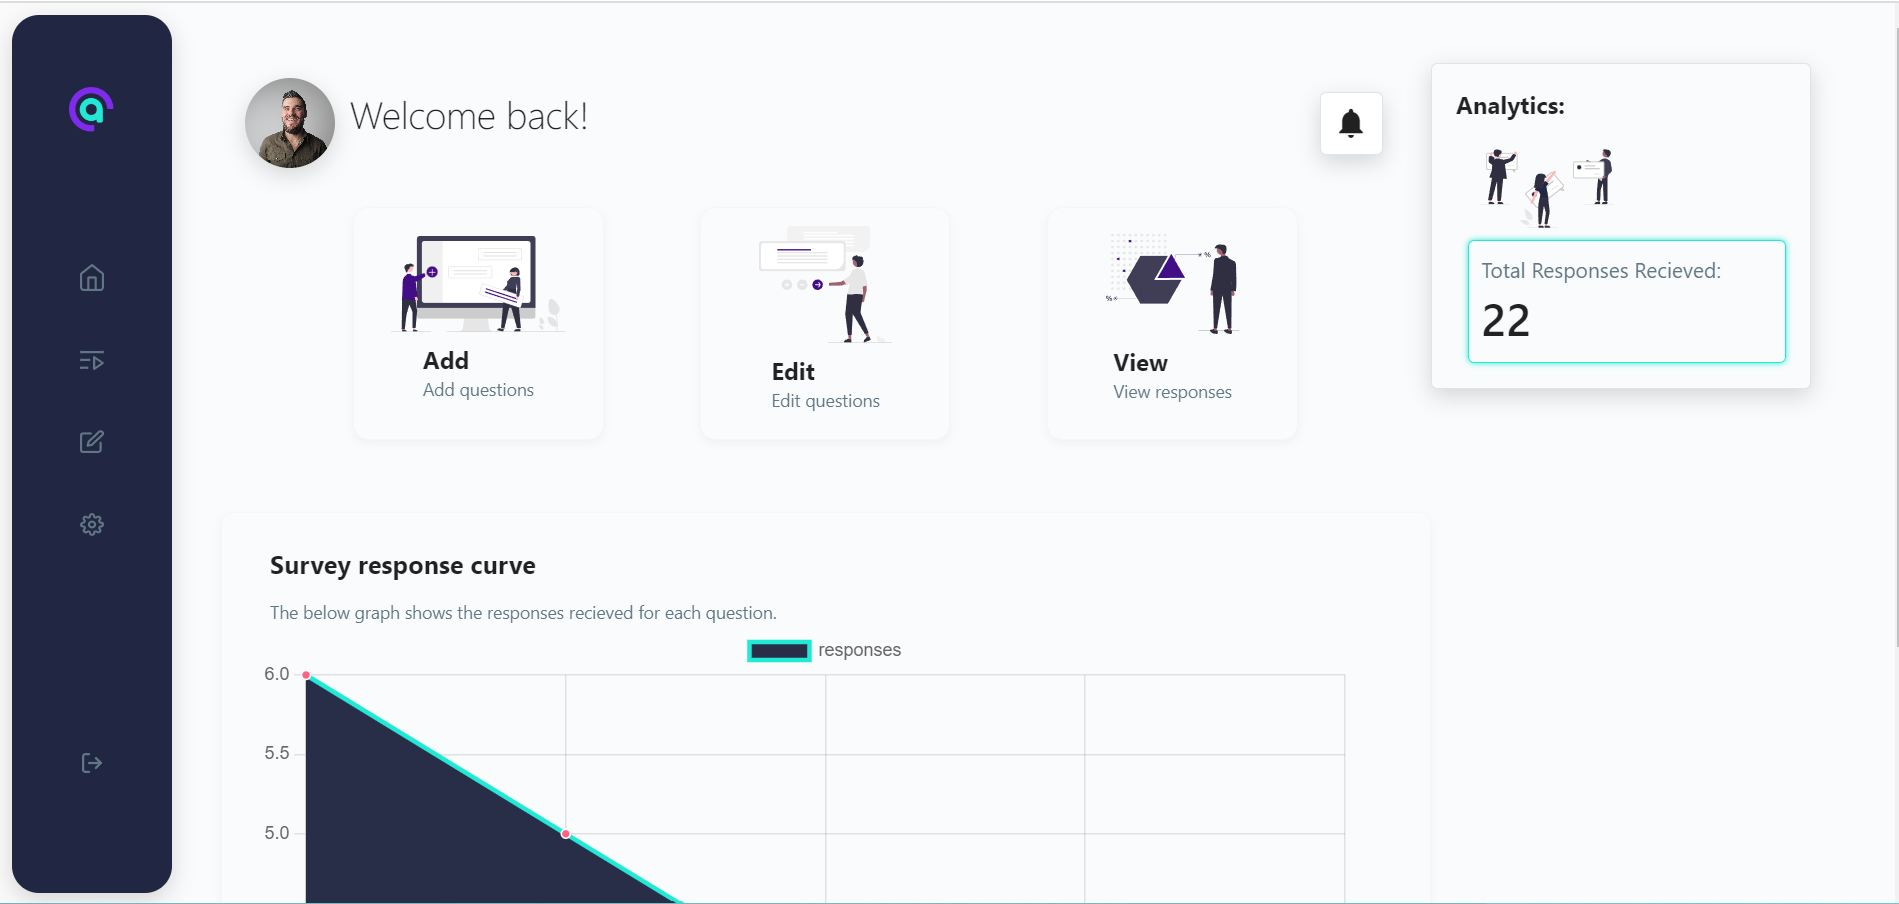 Welcome back!
Analytics:
Total Responses Recieved:
22
Add
Add questions
Edit
Edit questions
View
View responses
% 
%
Survey response curve
The below graph shows the responses recieved for each question.
responses
6.0
5.5
5.0